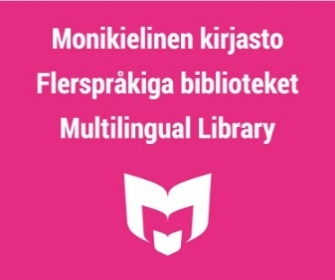 Monikielinen kirjasto
Flerspråkiga biblioteket
Multilingual Library